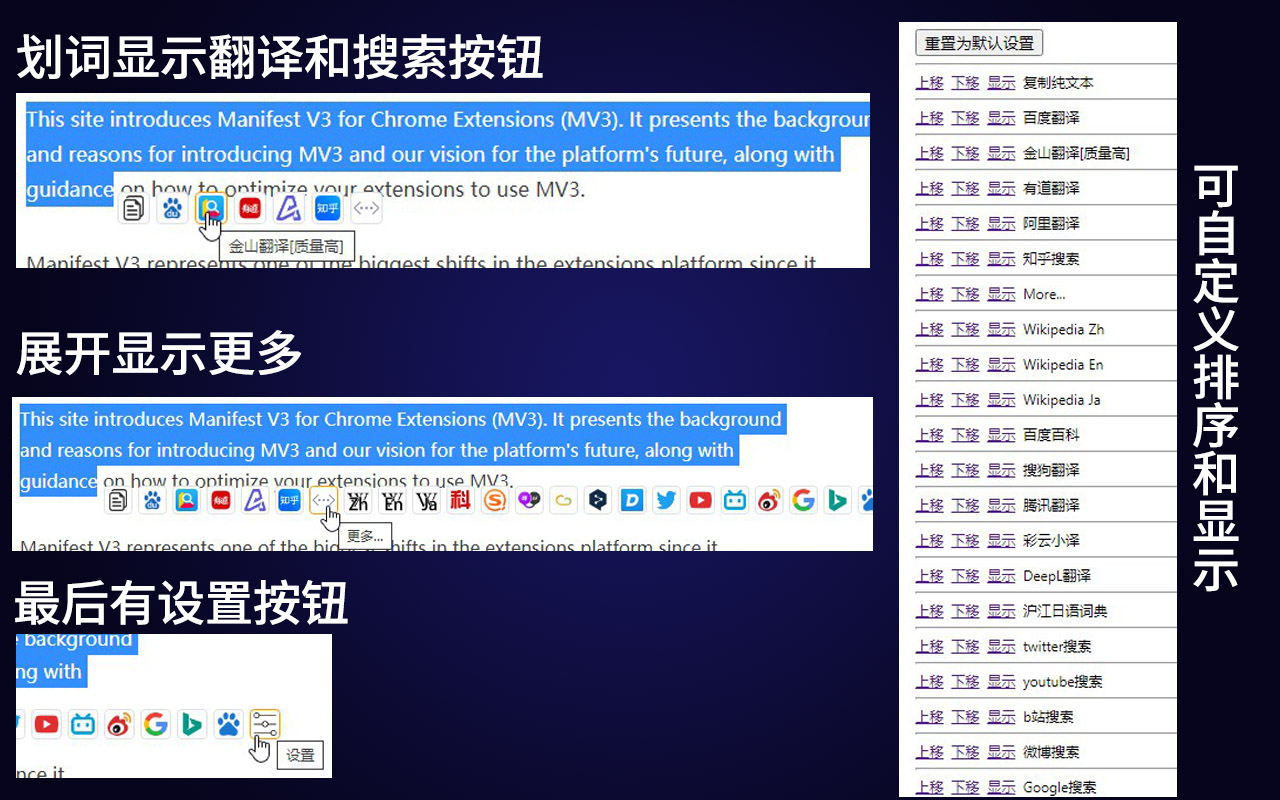 划词显示翻译和搜索按钮
This site introduces Manifest V3 for Chrome Extensions (MV3). It presents the backgrour
and reasons for introducing MV3 and our vision for the platform's future, along with
guidance on how to optimize your extensions to use MV3.
du
有道
知乎
金山翻译[质量高]
Manifest V3 represents one of the biggest shifts in the extensions platform since it
展开显示更多
This site introduces Manifest V3 for Chrome Extensions (MV3). It presents the background
and reasons for introducing MV3 and our vision for the platform's future, along with
guidance on how to optimize your extensions to use MV3.
du
有道
知乎
Zh
En
Ya
科
S
D
G
更多...
Manifest V3 represents one of the biggest shifts in the extensions platform since it
最后有设置按钮
e background
ng with
G
设置
nce it
重置为默认设置
上移 下移 显示 复制纯文本
上移 下移 显示 百度翻译
上移 下移 显示 金山翻译[质量高]
上移 下移 显示 有道翻译
上移 下移 显示 阿里翻译
上移 下移 显示 知乎搜索
上移 下移 显示 More...
上移 下移 显示 Wikipedia Zh
上移 下移 显示 Wikipedia En
上移 下移 显示 Wikipedia Ja
上移 下移 显示 百度百科
上移 下移 显示 搜狗翻译
上移 下移 显示 腾讯翻译
上移 下移 显示 彩云小译
上移 下移 显示 DeepL翻译
上移 下移 显示 沪江日语词典
上移 下移 显示 twitter搜索
上移 下移 显示 youtube搜索
上移 下移 显示 b站搜索
上移 下移 显示 微博搜索
上移 下移 显示 Google搜索
可自定义排序和显示